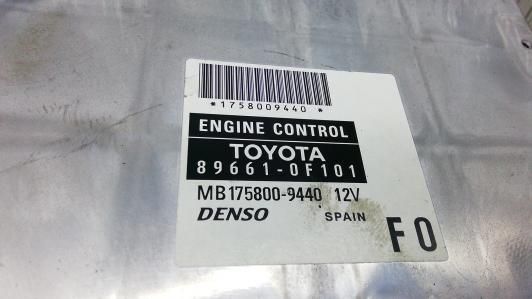 *1758009440*
ENGINE CONTROL
TOYOTA
89661-0F101
MB175800-9440 12V
DENSO SPAIN
F0